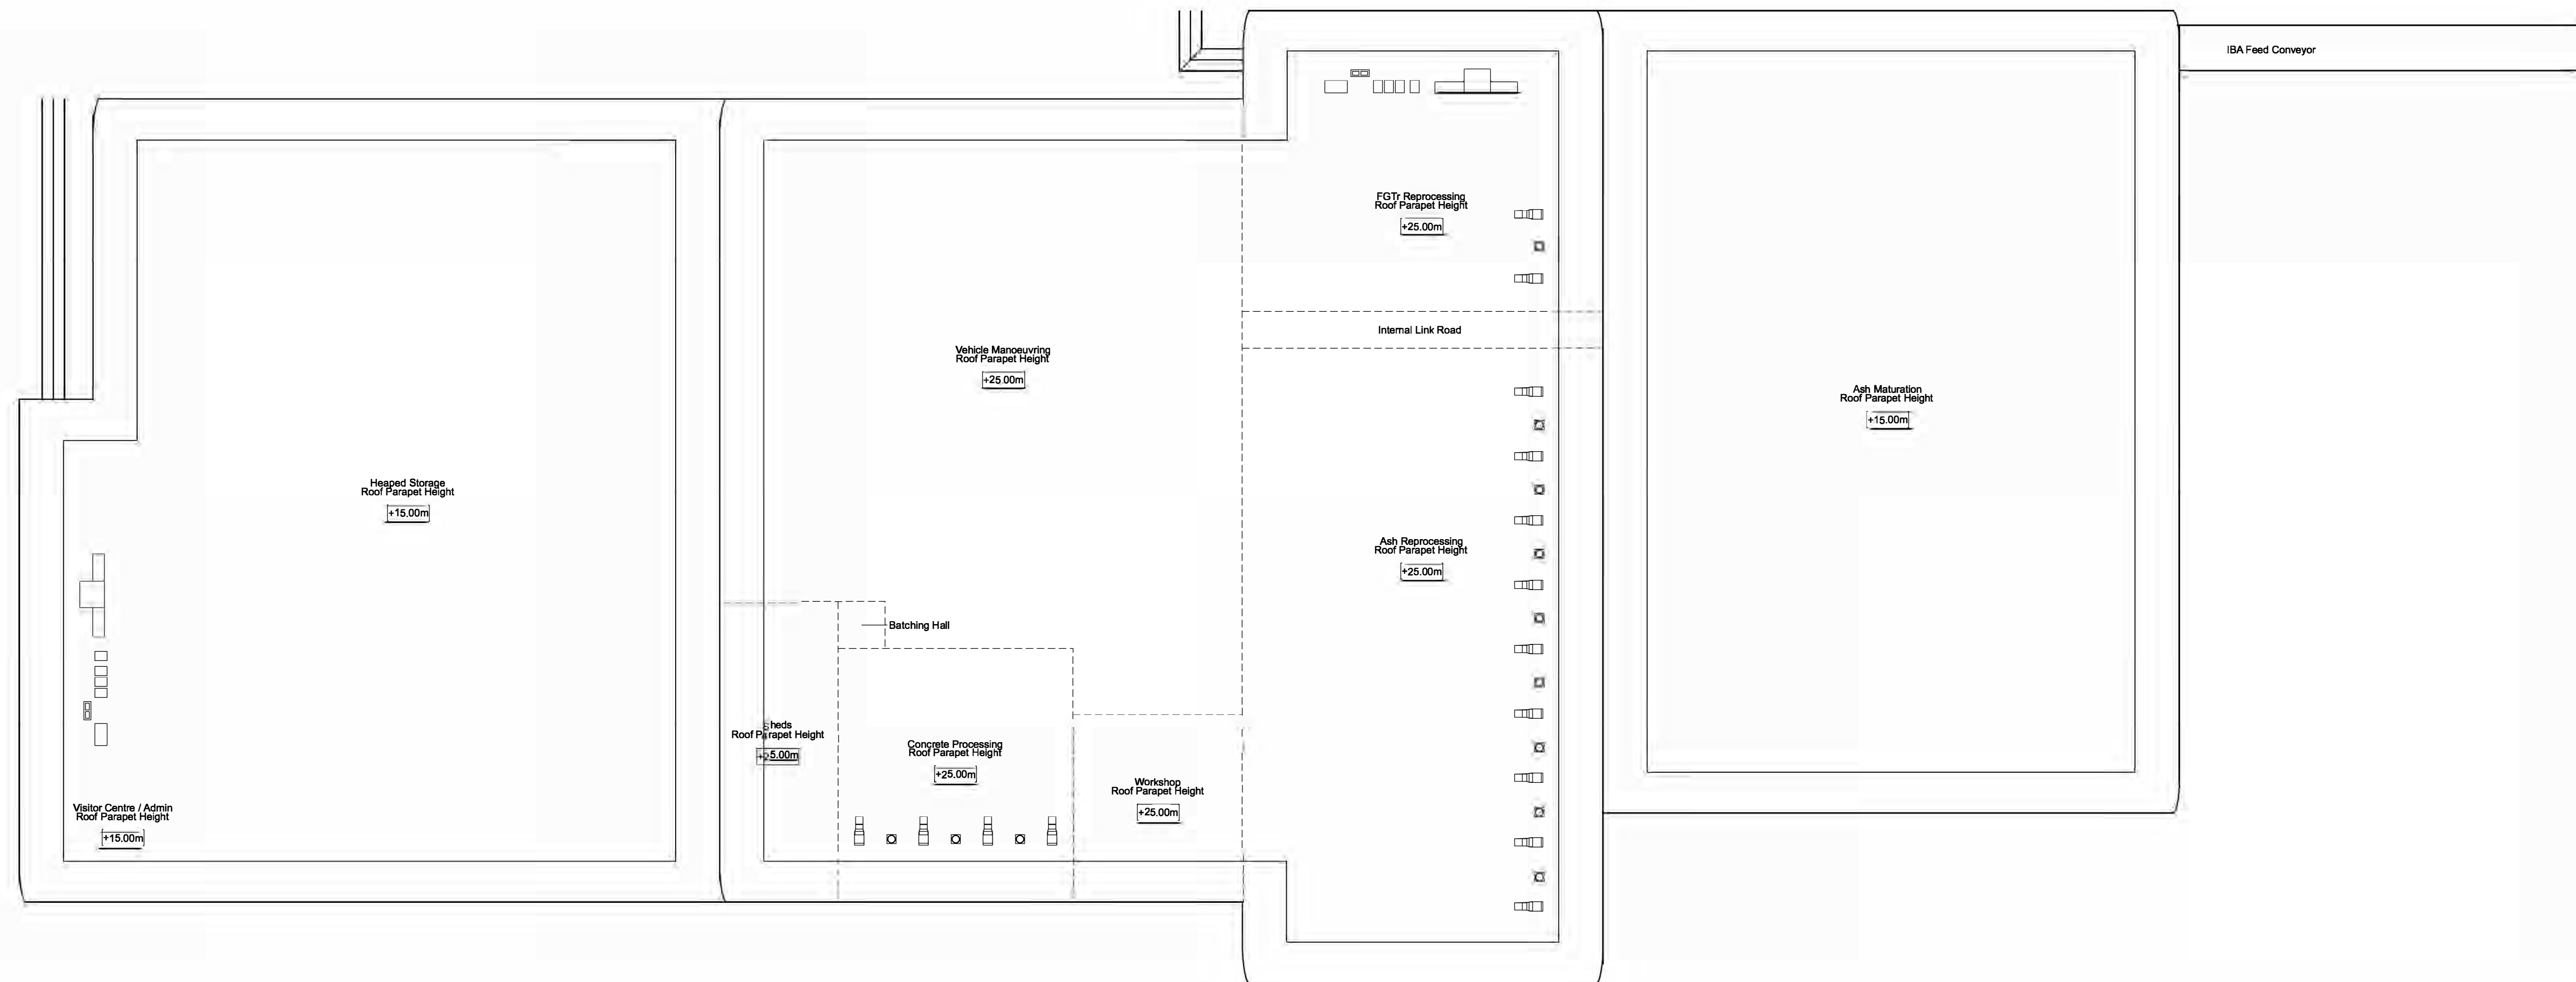 IBA Feed Conveyor
FGTr Reprocessing
Roof Parapet Height
+25.00m
Internal Link Road
Vehicle Manoeuvring
Roof Parapet Height
+25.00m
Ash Maturation
Roof Parapet Height
+15.00m
Heaped Storage
Roof Parapet Height
+15.00m
Ash Reprocessing
Roof Parapet Height
+25.00m
Batching Hall
Sheds
Roof Parapet Height
+25.00m
Concrete Processing
Roof Parapet Height
+25.00m
Workshop
Roof Parapet Height
+25.00m
Visitor Centre / Admin
Roof Parapet Height
+15.00m